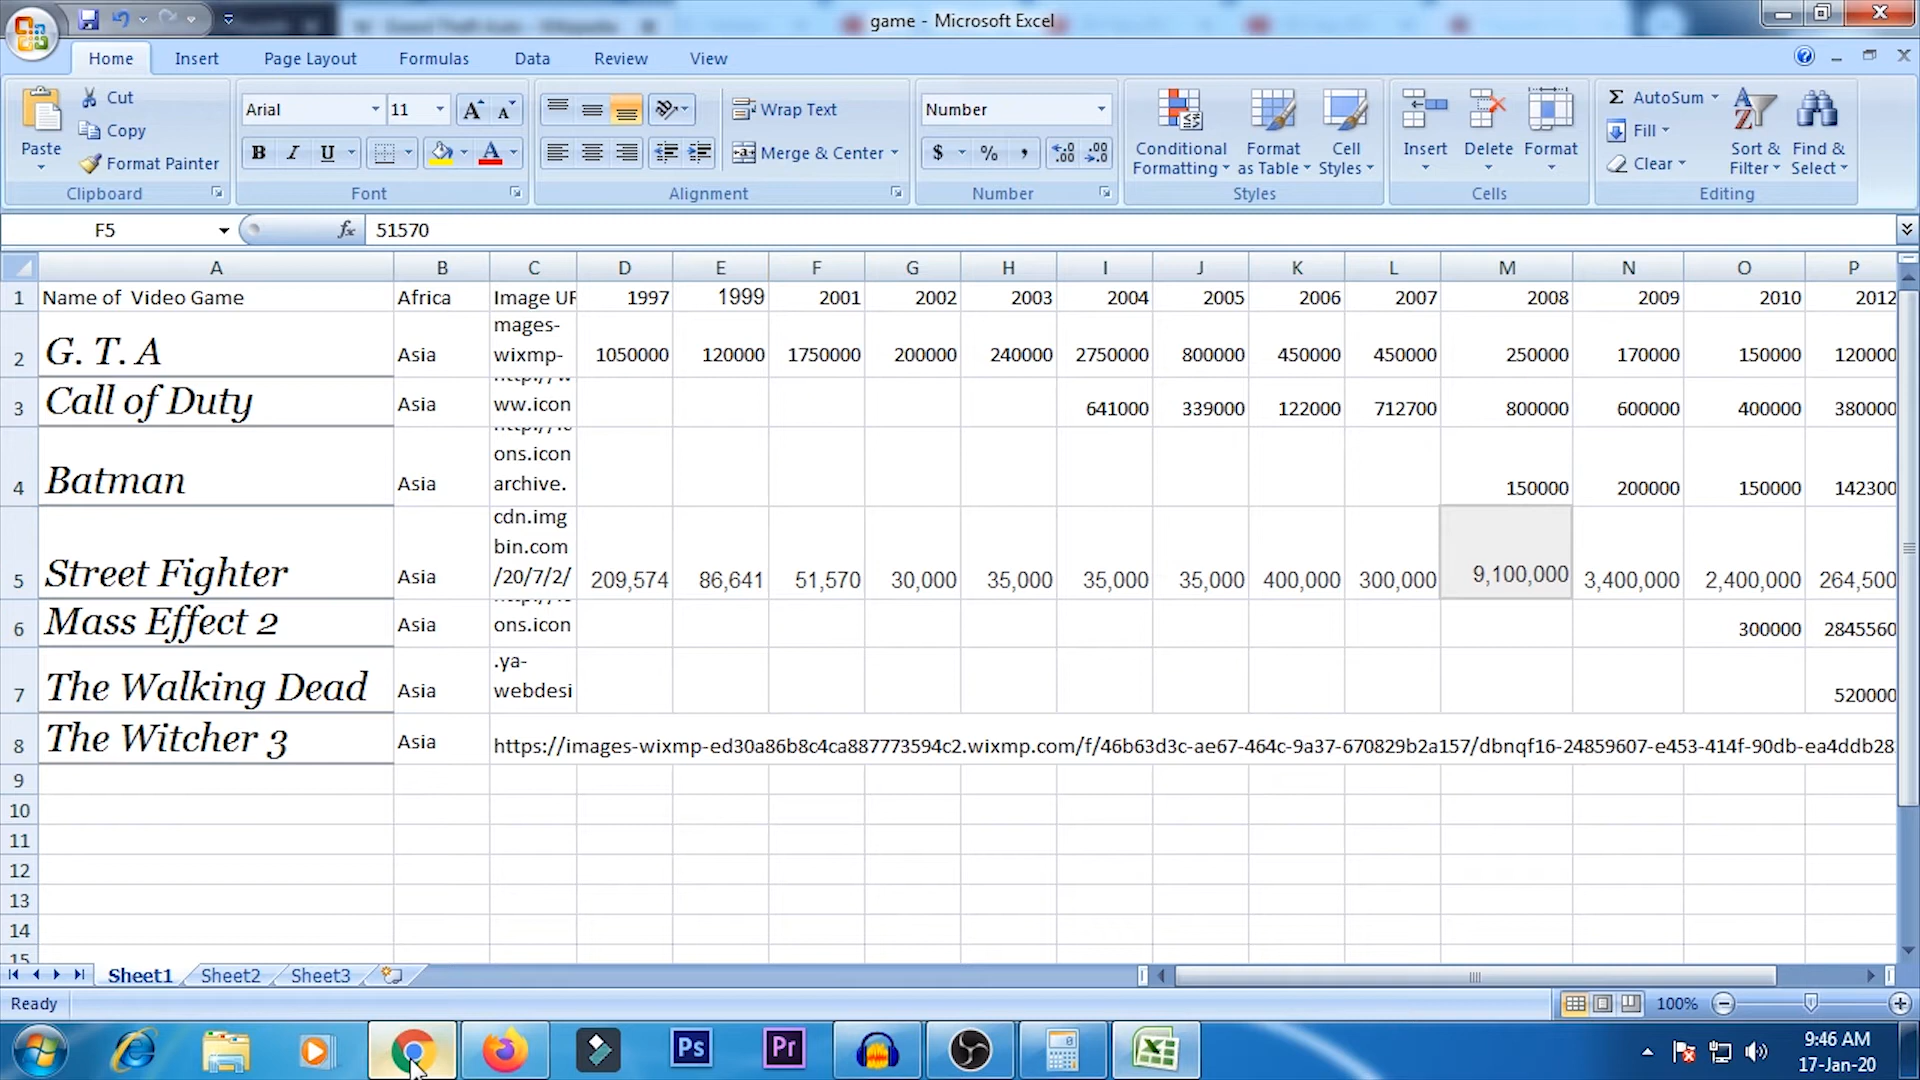 game - Microsoft Excel
Home Insert Page Layout Formulas Data Review View
Paste
Cut
Copy
Format Painter
Clipboard
Arial 11
B I U
Font
Wrap Text
Merge & Center
Alignment
Number
$ % ,
Number
Conditional Formatting
Format as Table
Cell Styles
Styles
Insert Delete Format
Cells
Σ AutoSum
Fill
Clear
Sort & Filter
Find & Select
Editing
F5 fx 51570
A B C D E F G H I J K L M N O P
1 Name of Video Game Africa Image UR 1997 1999 2001 2002 2003 2004 2005 2006 2007 2008 2009 2010 2012
2 G. T. A Asia mages-
wixmp- 1050000 120000 1750000 200000 240000 2750000 800000 450000 450000 250000 170000 150000 120000
3 Call of Duty Asia ww.icon 641000 339000 122000 712700 800000 600000 400000 380000
4 Batman Asia ons.icon
archive. 150000 200000 150000 142300
5 Street Fighter Asia cdn.img
bin.com
/20/7/2/ 209,574 86,641 51,570 30,000 35,000 35,000 35,000 400,000 300,000 9,100,000 3,400,000 2,400,000 264,500
6 Mass Effect 2 Asia ons.icon 300000 2845560
7 The Walking Dead Asia .ya-
webdesi 520000
8 The Witcher 3 Asia https://images-wixmp-ed30a86b8c4ca887773594c2.wixmp.com/f/46b63d3c-ae67-464c-9a37-670829b2a157/dbnqf16-24859607-e453-414f-90db-ea4ddb28
9
10
11
12
13
14
15
Sheet1 Sheet2 Sheet3
Ready 100%
Ps Pr
9:46 AM
17-Jan-20